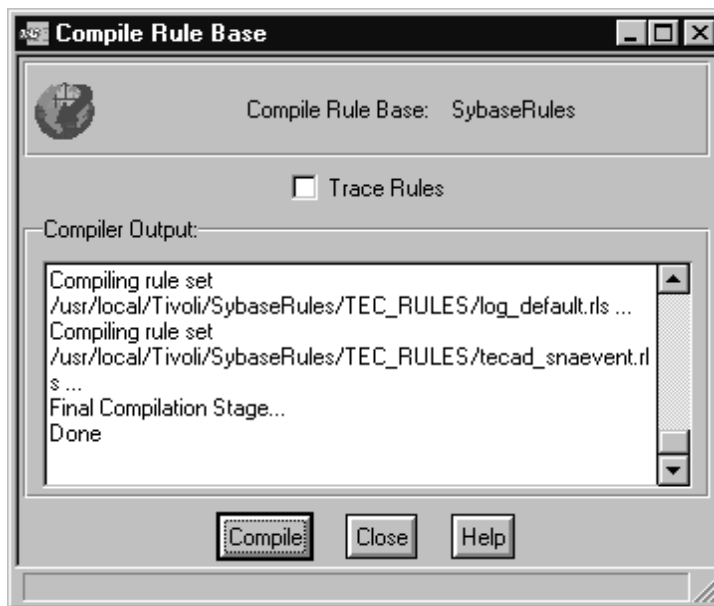 Compile Rule Base
Compile Rule Base: SybaseRules
Trace Rules
Compiler Output:
Compiling rule set
/usr/local/Tivoli/SybaseRules/TEC_RULES/log_default.rls ...
Compiling rule set
/usr/local/Tivoli/SybaseRules/TEC_RULES/tecad_snaevent.rl
s ...
Final Compilation Stage...
Done
Compile Close Help